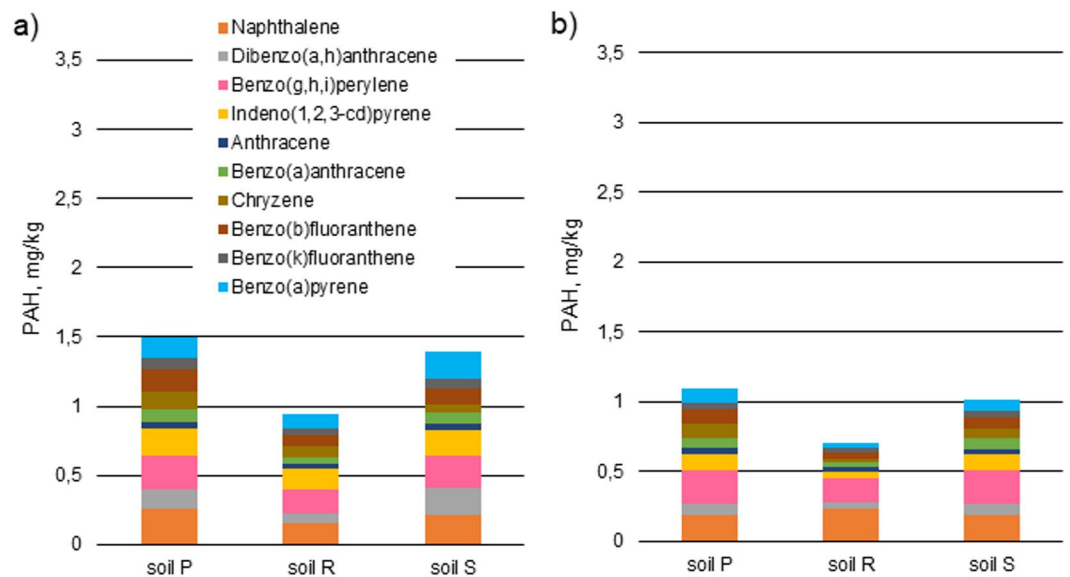 a)
Naphthalene
Dibenzo(a,h)anthracene
Benzo(g,h,i)perylene
Indeno(1,2,3-cd)pyrene
Anthracene
Benzo(a)anthracene
Chryzene
Benzo(b)fluoranthene
Benzo(k)fluoranthene
Benzo(a)pyrene
PAH, mg/kg
3,5
3
2,5
2
1,5
1
0,5
0
soil P soil R soil S
b)
PAH, mg/kg
3,5
3
2,5
2
1,5
1
0,5
0
soil P soil R soil S